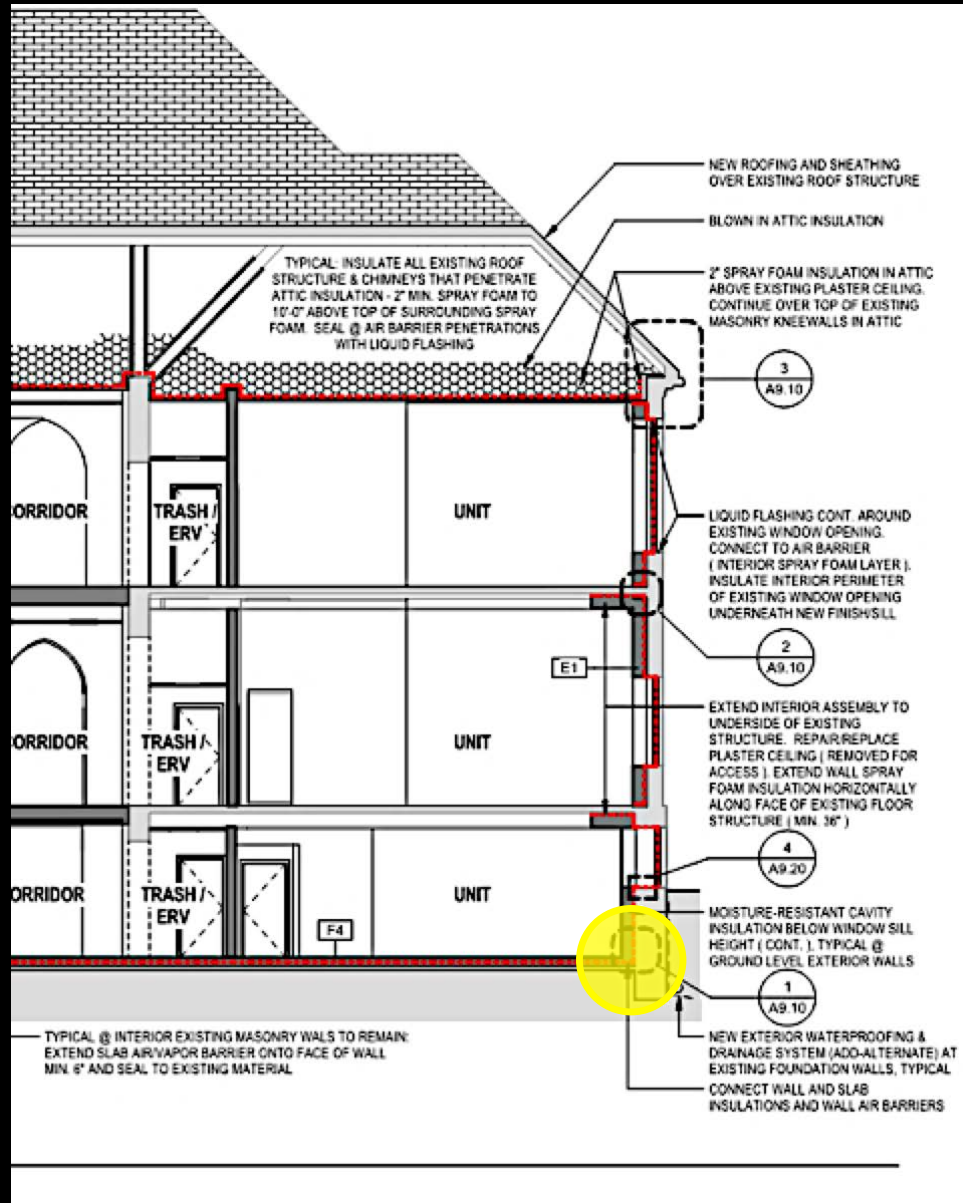 NEW ROOFING AND SHEATHING
OVER EXISTING ROOF STRUCTURE
BLOWN IN ATTIC INSULATION
TYPICAL: INSULATE ALL EXISTING ROOF
STRUCTURE & CHIMNEYS THAT PENETRATE
ATTIC INSULATION - 2" MIN. SPRAY FOAM TO
10'-0" ABOVE TOP OF SURROUNDING SPRAY
FOAM. SEAL @ AIR BARRIER PENETRATIONS
WITH LIQUID FLASHING
2" SPRAY FOAM INSULATION IN ATTIC
ABOVE EXISTING PLASTER CEILING.
CONTINUE OVER TOP OF EXISTING
MASONRY KNEEWALLS IN ATTIC
3
A9.10
CORRIDOR
TRASH /
ERV
UNIT
LIQUID FLASHING CONT. AROUND
EXISTING WINDOW OPENING.
CONNECT TO AIR BARRIER
( INTERIOR SPRAY FOAM LAYER ).
INSULATE INTERIOR PERIMETER
OF EXISTING WINDOW OPENING
UNDERNEATH NEW FINISH/SILL
2
A9.10
E1
CORRIDOR
TRASH /
ERV
UNIT
EXTEND INTERIOR ASSEMBLY TO
UNDERSIDE OF EXISTING
STRUCTURE. REPAIR/REPLACE
PLASTER CEILING ( REMOVED FOR
ACCESS ). EXTEND WALL SPRAY
FOAM INSULATION HORIZONTALLY
ALONG FACE OF EXISTING FLOOR
STRUCTURE ( MIN. 36" )
4
A9.20
ORRIDOR
TRASH /
ERV
UNIT
F4
MOISTURE-RESISTANT CAVITY
INSULATION BELOW WINDOW SILL
HEIGHT ( CONT. ), TYPICAL @
GROUND LEVEL EXTERIOR WALLS
1
A9.10
TYPICAL @ INTERIOR EXISTING MASONRY WALS TO REMAIN:
EXTEND SLAB AIR/VAPOR BARRIER ONTO FACE OF WALL
MIN. 6" AND SEAL TO EXISTING MATERIAL
NEW EXTERIOR WATERPROOFING &
DRAINAGE SYSTEM (ADD-ALTERNATE) AT
EXISTING FOUNDATION WALLS, TYPICAL
CONNECT WALL AND SLAB
INSULATIONS AND WALL AIR BARRIERS